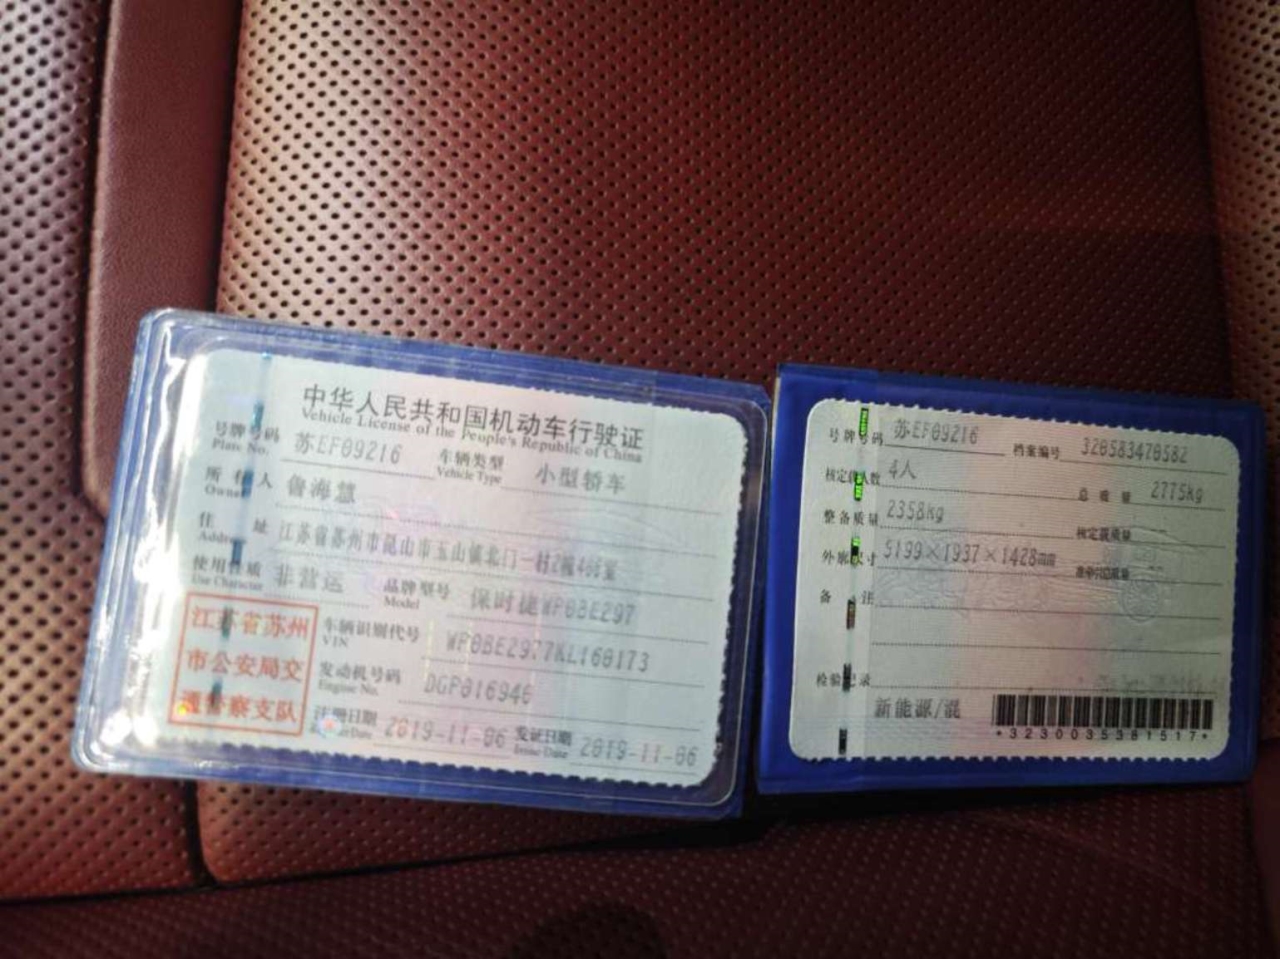 中华人民共和国机动车行驶证
Vehicle License of the People's Republic of China
号牌号码 苏EF09216 车辆类型 小型轿车
Plate No. Vehicle Type
所有人 鲁海慧
Owner
住址 江苏省苏州市昆山市玉山镇北门一村2幢406室
Address
使用性质 非营运 品牌型号 保时捷WP0BE297
Use Character Model
江苏省苏州
市公安局交
通警察支队
车辆识别代号 WP0BE2977KL160173
VIN
发动机号码 DGP016946
Engine No.
注册日期 2019-11-06 发证日期 2019-11-06
Register Date Issue Date
号牌号码 苏EF09216 档案编号 320583470582
核定载人数 4人 总质量 2775kg
整备质量 2358kg 核定载质量
外廓尺寸 5199×1937×1428mm 准牵引总质量
备注
检验记录
新能源/混
*3230035361517*